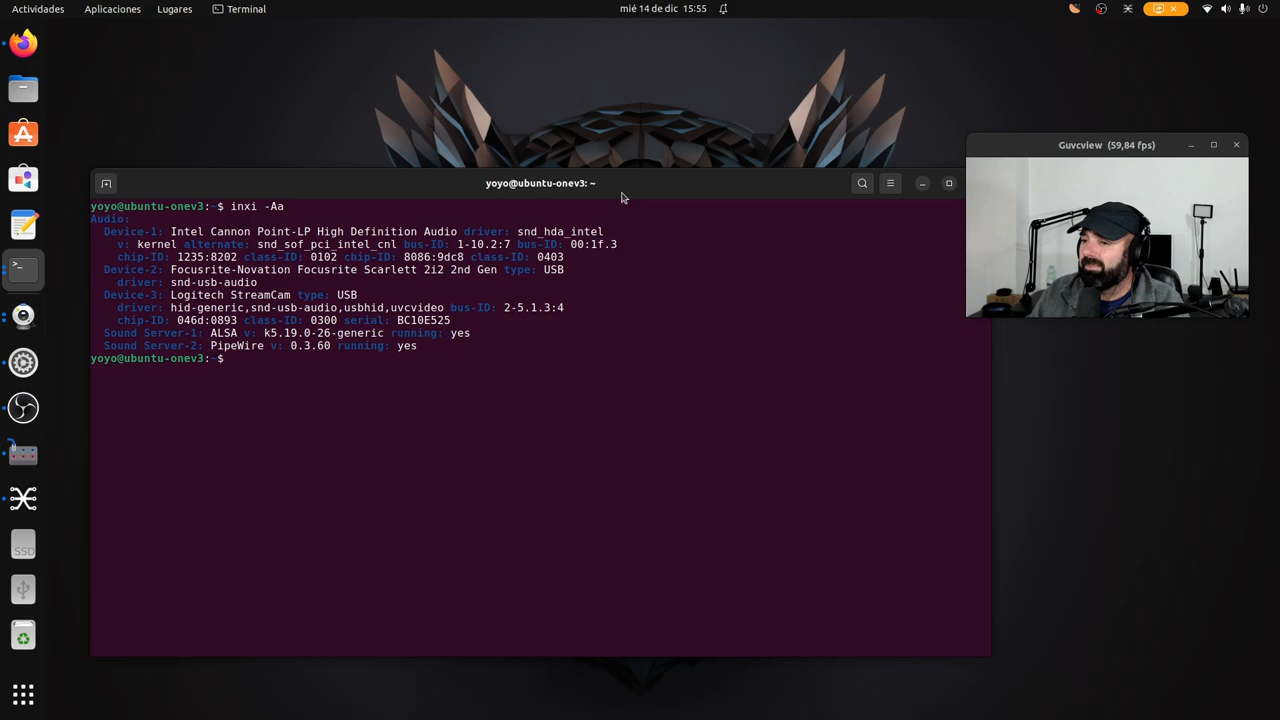 Actividades Aplicaciones Lugares Terminal mié 14 de dic 15:55
Guvcview (59,84 fps)
yoyo@ubuntu-onev3: ~
yoyo@ubuntu-onev3:~$ inxi -Aa
Audio:
Device-1: Intel Cannon Point-LP High Definition Audio driver: snd_hda_intel
v: kernel alternate: snd_sof_pci_intel_cnl bus-ID: 1-10.2:7 bus-ID: 00:1f.3
chip-ID: 1235:8202 class-ID: 0102 chip-ID: 8086:9dc8 class-ID: 0403
Device-2: Focusrite-Novation Focusrite Scarlett 2i2 2nd Gen type: USB
driver: snd-usb-audio
Device-3: Logitech StreamCam type: USB
driver: hid-generic,snd-usb-audio,usbhid,uvcvideo bus-ID: 2-5.1.3:4
chip-ID: 046d:0893 class-ID: 0300 serial: BC10E525
Sound Server-1: ALSA v: k5.19.0-26-generic running: yes
Sound Server-2: PipeWire v: 0.3.60 running: yes
yoyo@ubuntu-onev3:~$
SSD